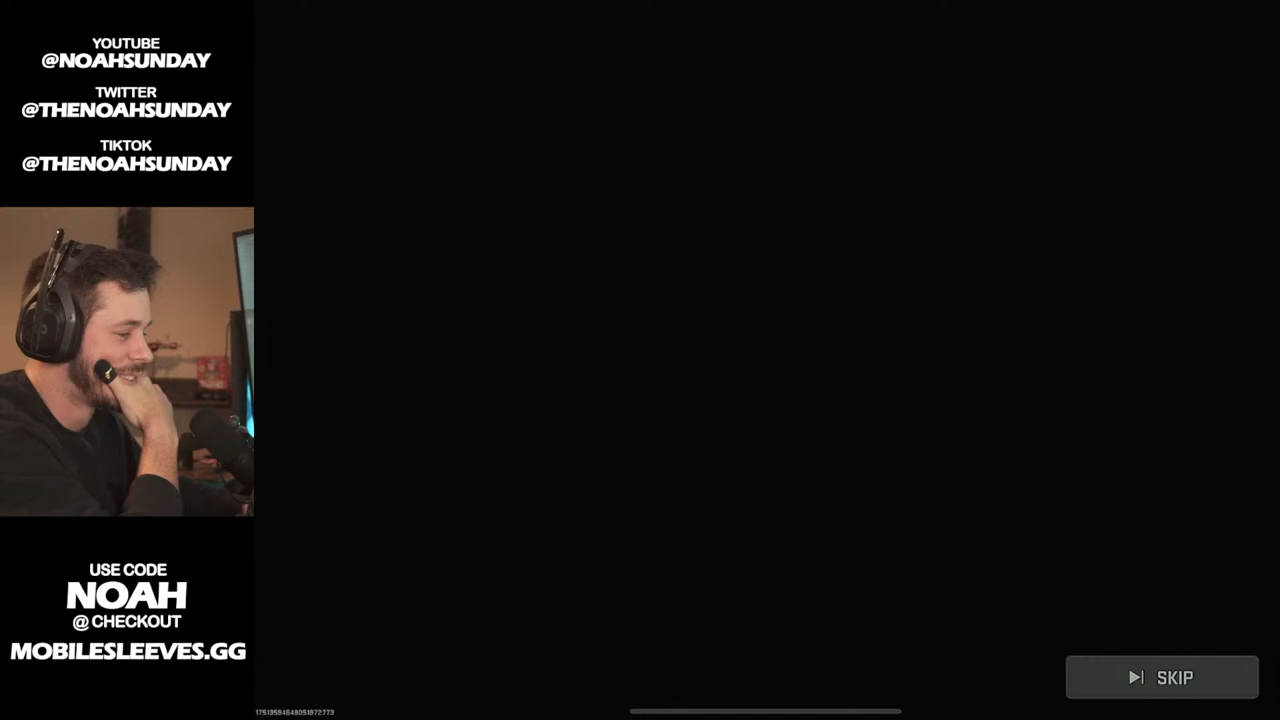 YOUTUBE
@NOAHSUNDAY
TWITTER
@THENOAHSUNDAY
TIKTOK
@THENOAHSUNDAY
USE CODE
NOAH
@ CHECKOUT
MOBILESLEEVES.GG
SKIP